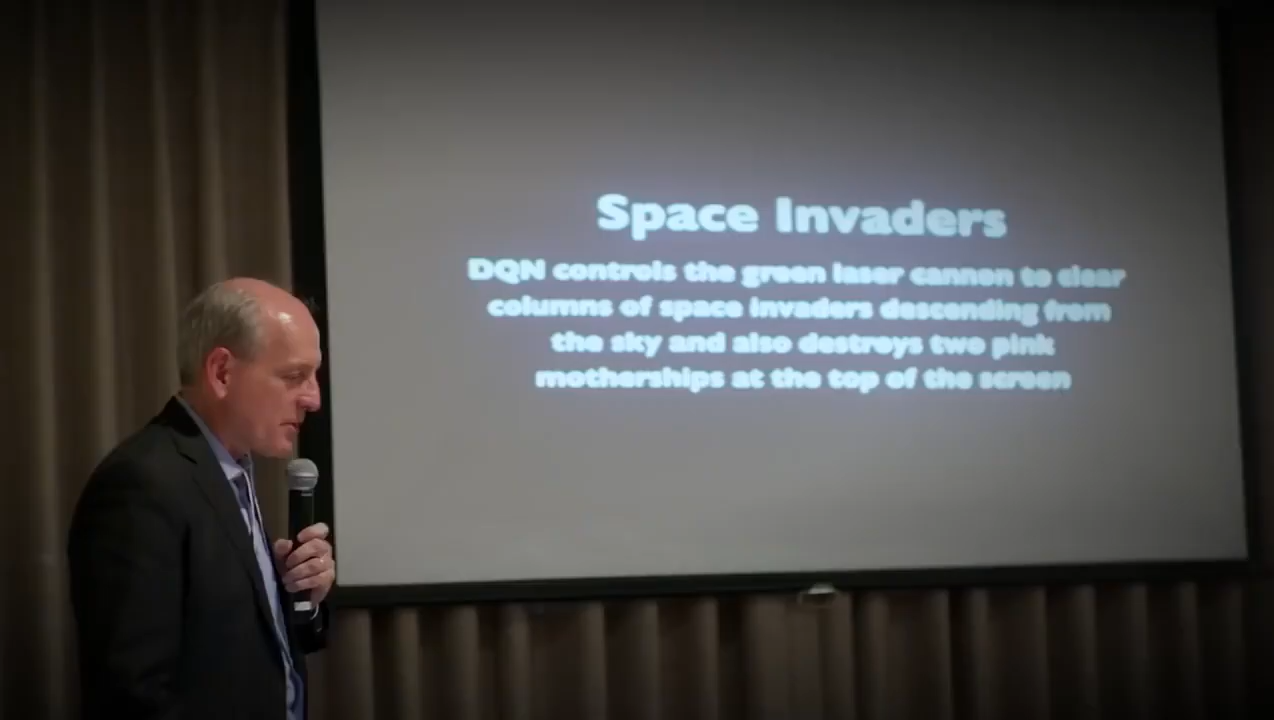 Space Invaders
DQN controls the green laser cannon to clear
columns of space invaders descending from
the sky and also destroys two pink
motherships at the top of the screen